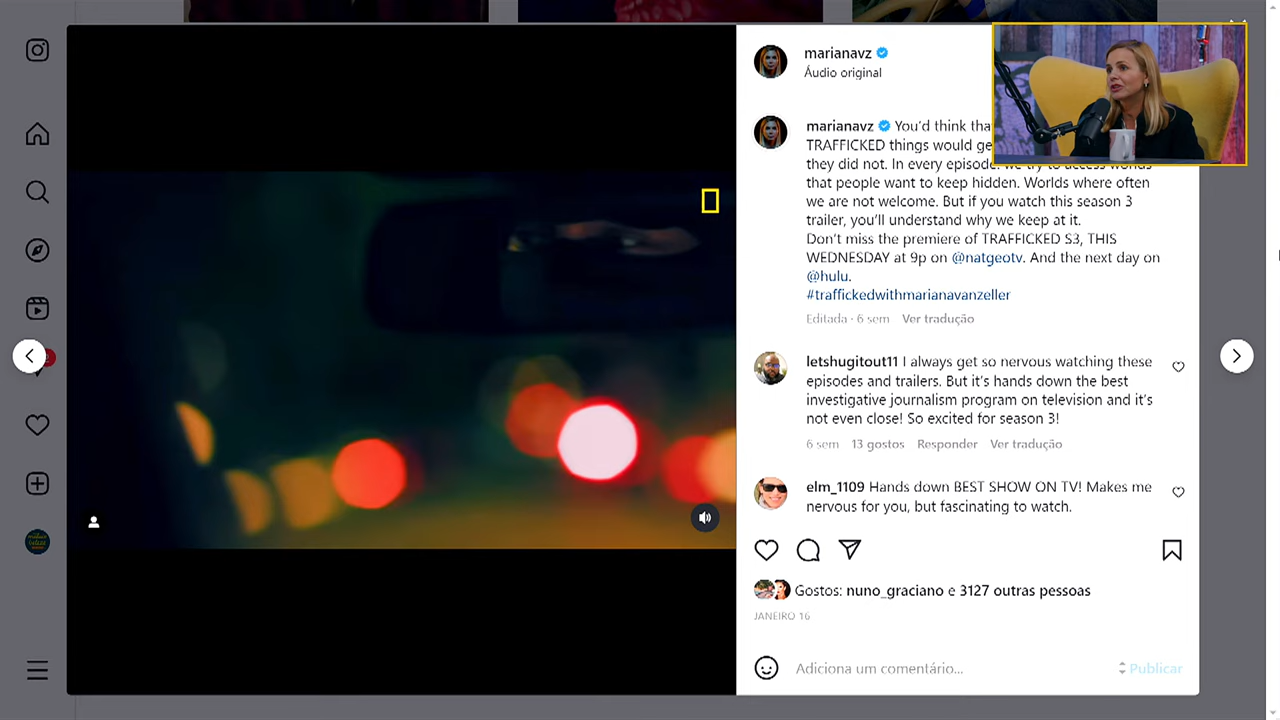 marianavz
Áudio original
marianavz You'd think tha
TRAFFICKED things would ge
they did not. In every episode. we try to access worlds
that people want to keep hidden. Worlds where often
we are not welcome. But if you watch this season 3
trailer, you'll understand why we keep at it.
Don't miss the premiere of TRAFFICKED S3, THIS
WEDNESDAY at 9p on @natgeotv. And the next day on
@hulu.
#traffickedwithmarianavanzeller
Editada · 6 sem Ver tradução
letshugitout11 I always get so nervous watching these
episodes and trailers. But it's hands down the best
investigative journalism program on television and it's
not even close! So excited for season 3!
6 sem 13 gostos Responder Ver tradução
elm_1109 Hands down BEST SHOW ON TV! Makes me
nervous for you, but fascinating to watch.
Gostos: nuno_graciano e 3127 outras pessoas
JANEIRO 16
Adiciona um comentário...
Publicar